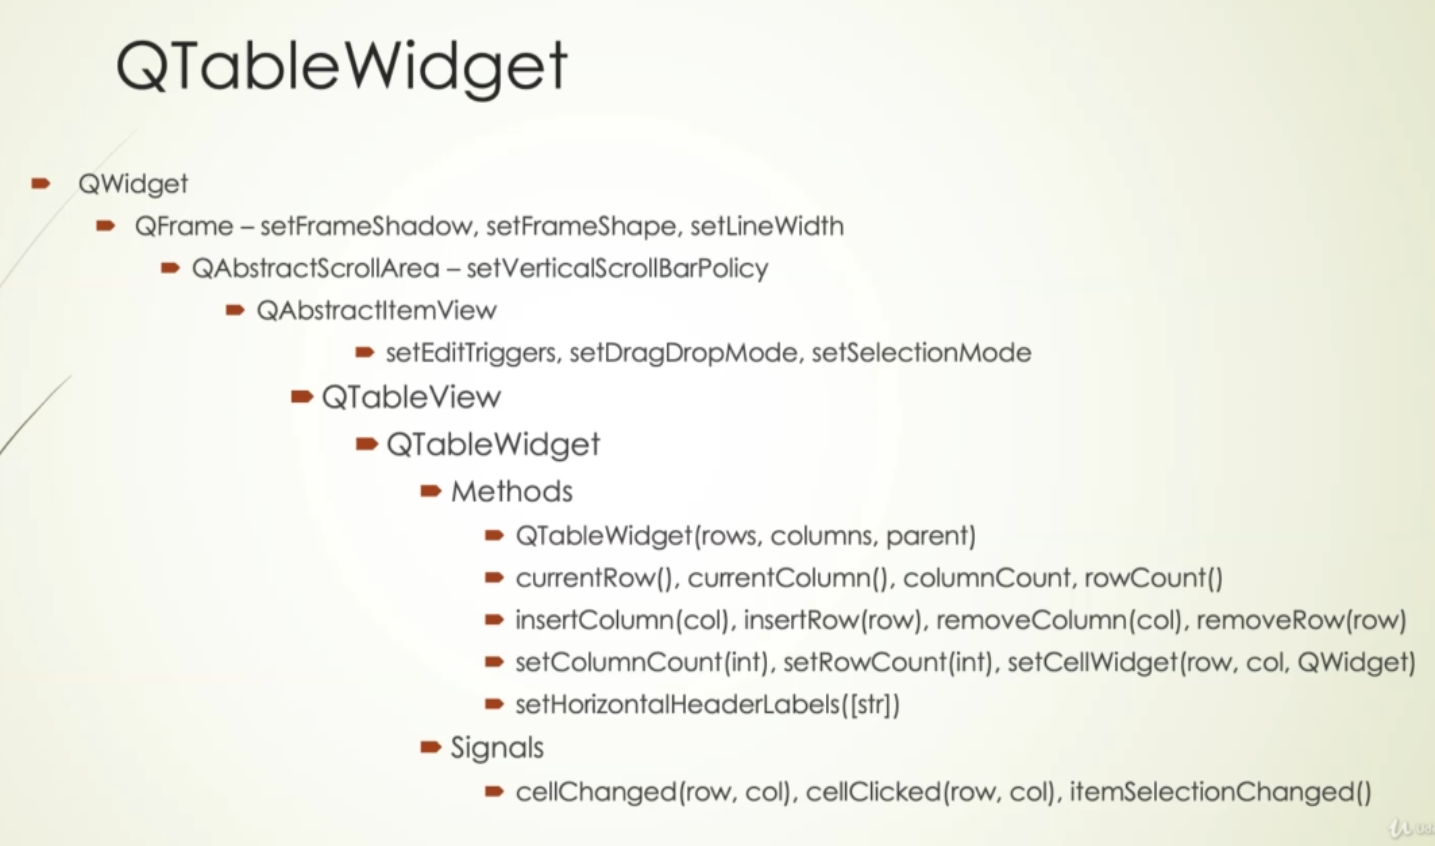 QTableWidget
QWidget
QFrame – setFrameShadow, setFrameShape, setLineWidth
QAbstractScrollArea – setVerticalScrollBarPolicy
QAbstractItemView
setEditTriggers, setDragDropMode, setSelectionMode
QTableView
QTableWidget
Methods
QTableWidget(rows, columns, parent)
currentRow(), currentColumn(), columnCount, rowCount()
insertColumn(col), insertRow(row), removeColumn(col), removeRow(row)
setColumnCount(int), setRowCount(int), setCellWidget(row, col, QWidget)
setHorizontalHeaderLabels([str])
Signals
cellChanged(row, col), cellClicked(row, col), itemSelectionChanged()